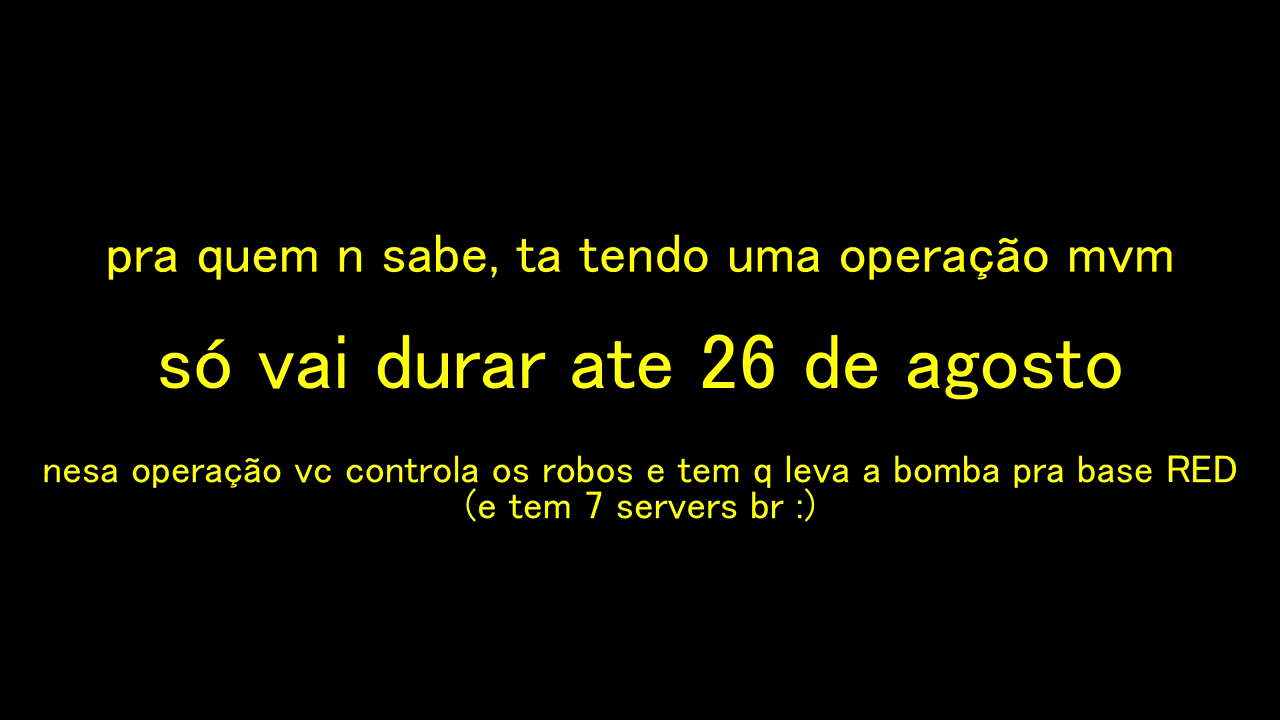 pra quem n sabe, ta tendo uma operação mvm
só vai durar ate 26 de agosto
nesa operação vc controla os robos e tem q leva a bomba pra base RED
(e tem 7 servers br :)